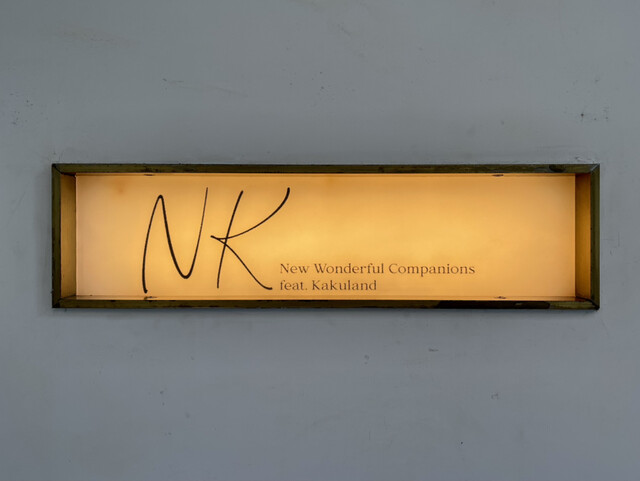 NK
New Wonderful Companions
feat. Kakuland